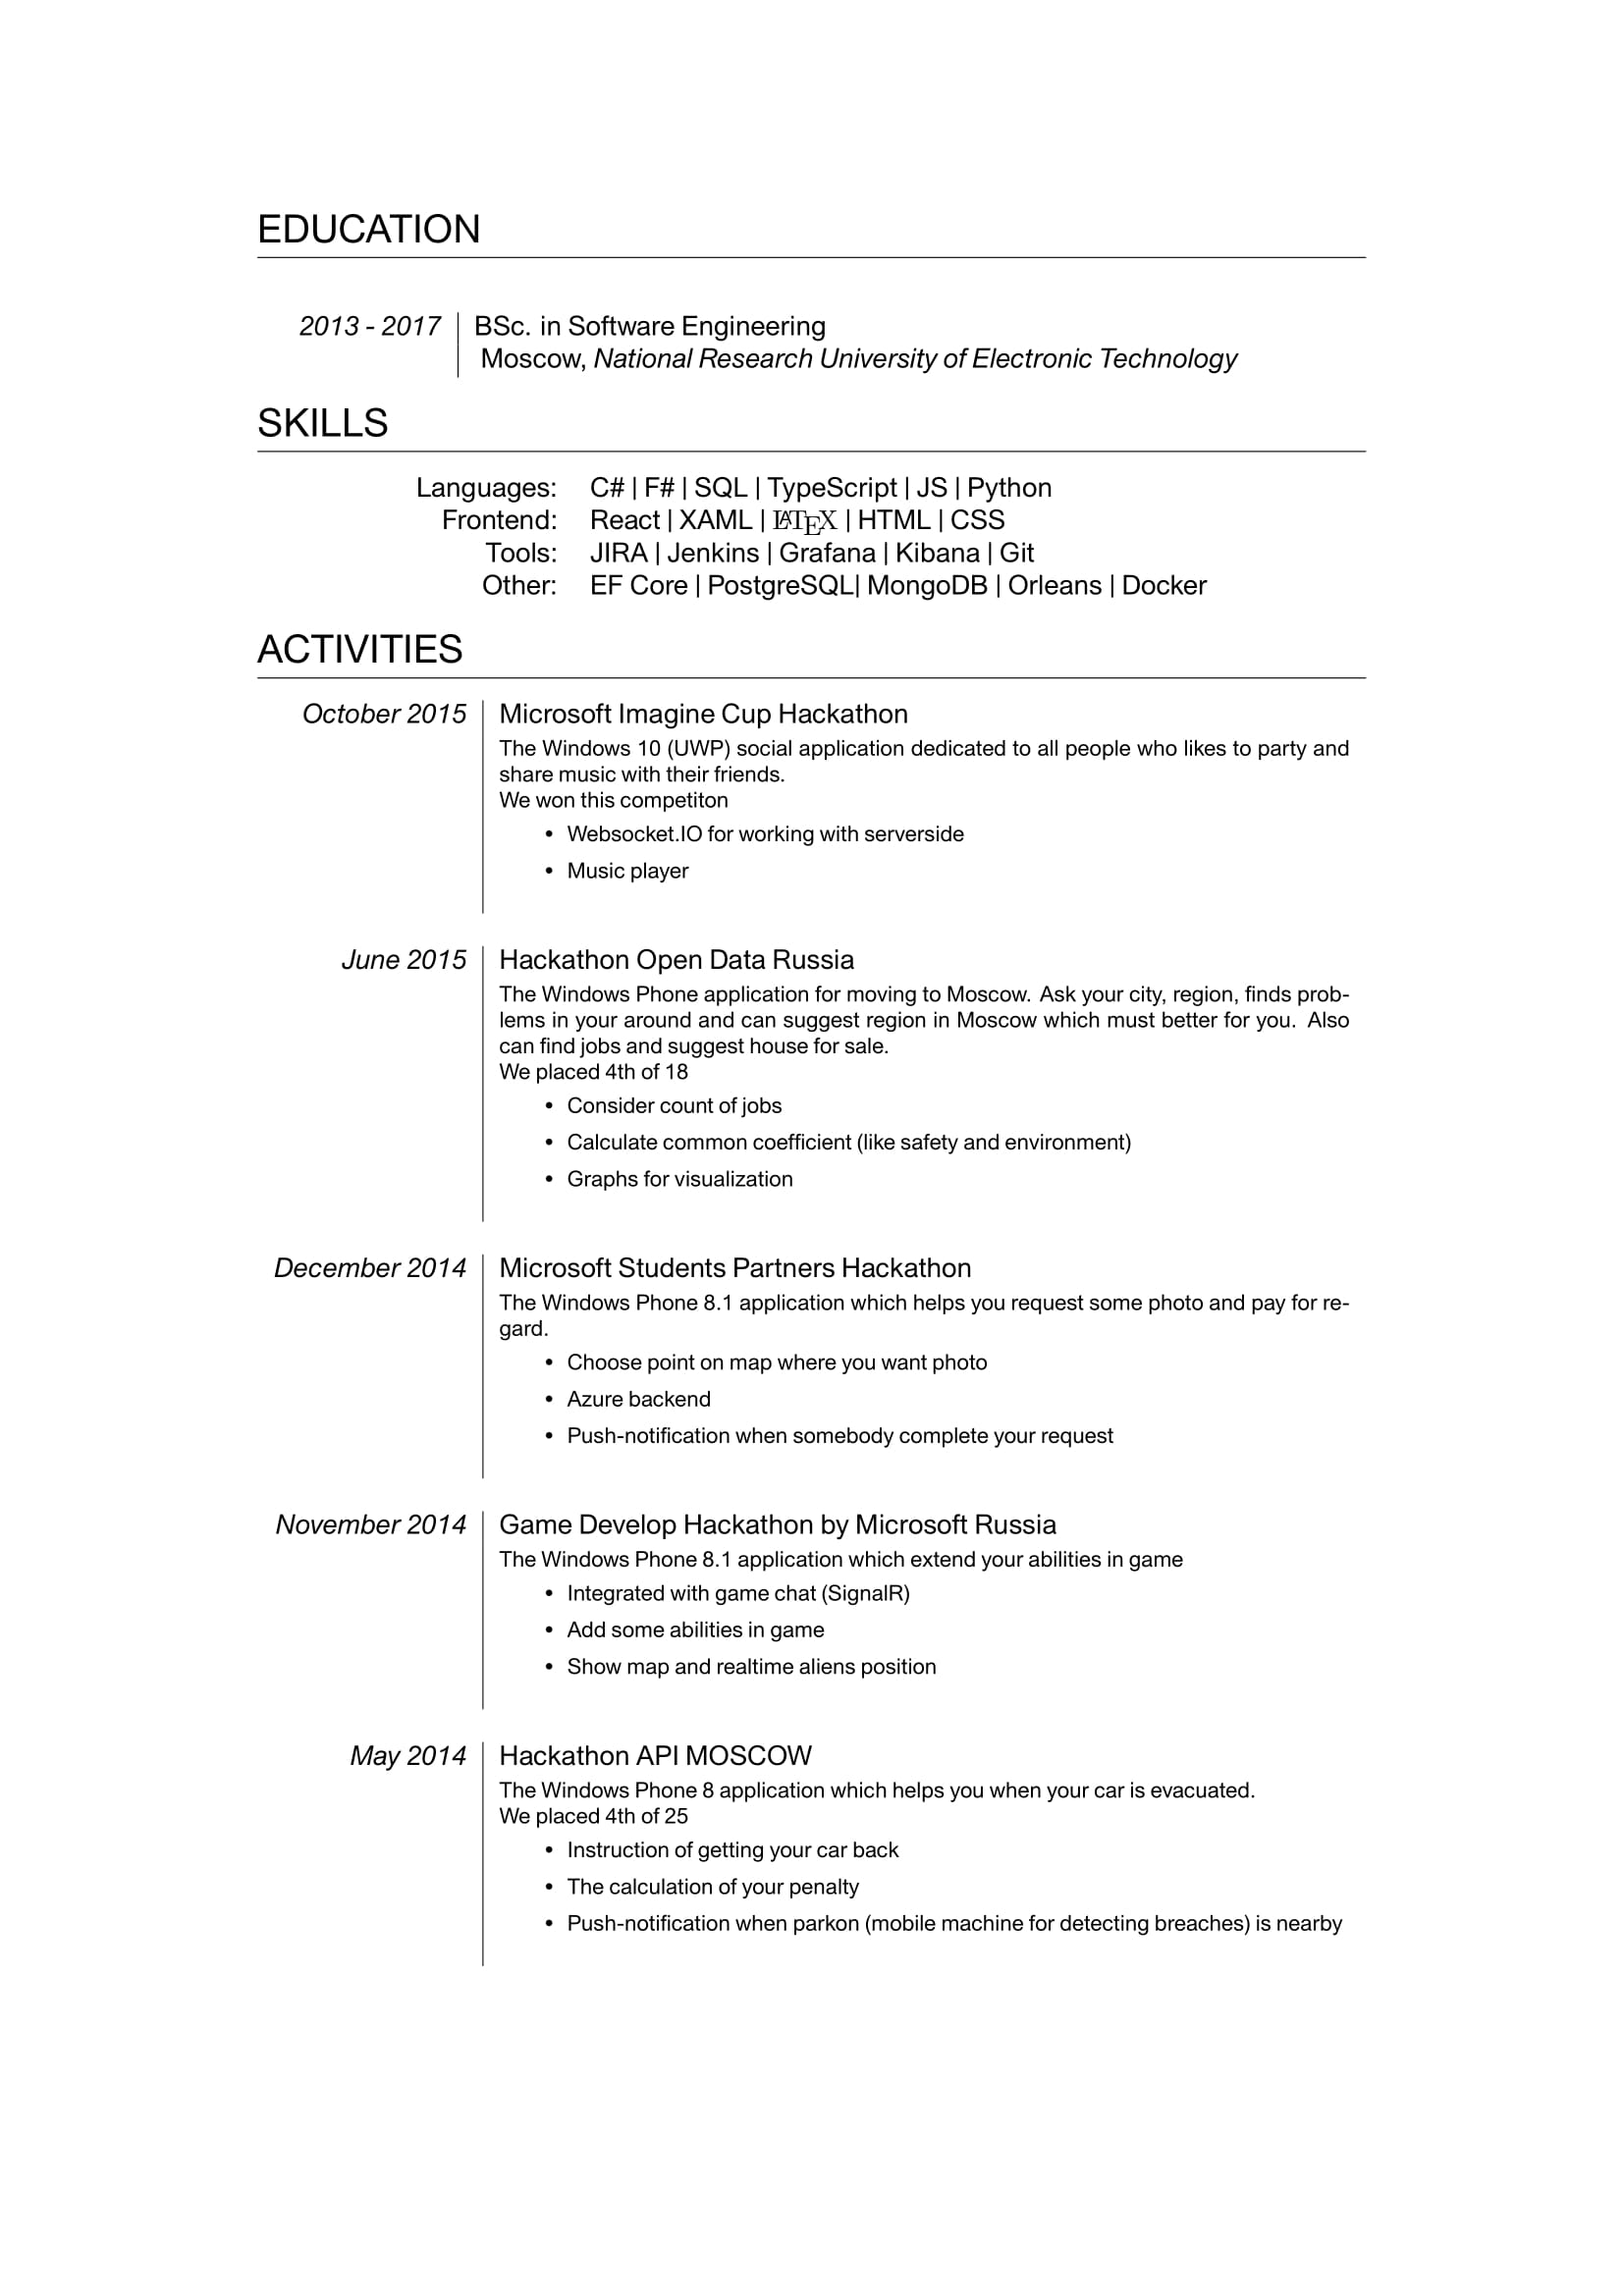 EDUCATION
2013 - 2017 BSc. in Software Engineering
Moscow, National Research University of Electronic Technology
SKILLS
Languages: C# | F# | SQL | TypeScript | JS | Python
Frontend: React | XAML | LATEX | HTML | CSS
Tools: JIRA | Jenkins | Grafana | Kibana | Git
Other: EF Core | PostgreSQL| MongoDB | Orleans | Docker
ACTIVITIES
October 2015 Microsoft Imagine Cup Hackathon
The Windows 10 (UWP) social application dedicated to all people who likes to party and
share music with their friends.
We won this competiton
• Websocket.IO for working with serverside
• Music player
June 2015 Hackathon Open Data Russia
The Windows Phone application for moving to Moscow. Ask your city, region, finds prob-
lems in your around and can suggest region in Moscow which must better for you. Also
can find jobs and suggest house for sale.
We placed 4th of 18
• Consider count of jobs
• Calculate common coefficient (like safety and environment)
• Graphs for visualization
December 2014 Microsoft Students Partners Hackathon
The Windows Phone 8.1 application which helps you request some photo and pay for re-
gard.
• Choose point on map where you want photo
• Azure backend
• Push-notification when somebody complete your request
November 2014 Game Develop Hackathon by Microsoft Russia
The Windows Phone 8.1 application which extend your abilities in game
• Integrated with game chat (SignalR)
• Add some abilities in game
• Show map and realtime aliens position
May 2014 Hackathon API MOSCOW
The Windows Phone 8 application which helps you when your car is evacuated.
We placed 4th of 25
• Instruction of getting your car back
• The calculation of your penalty
• Push-notification when parkon (mobile machine for detecting breaches) is nearby